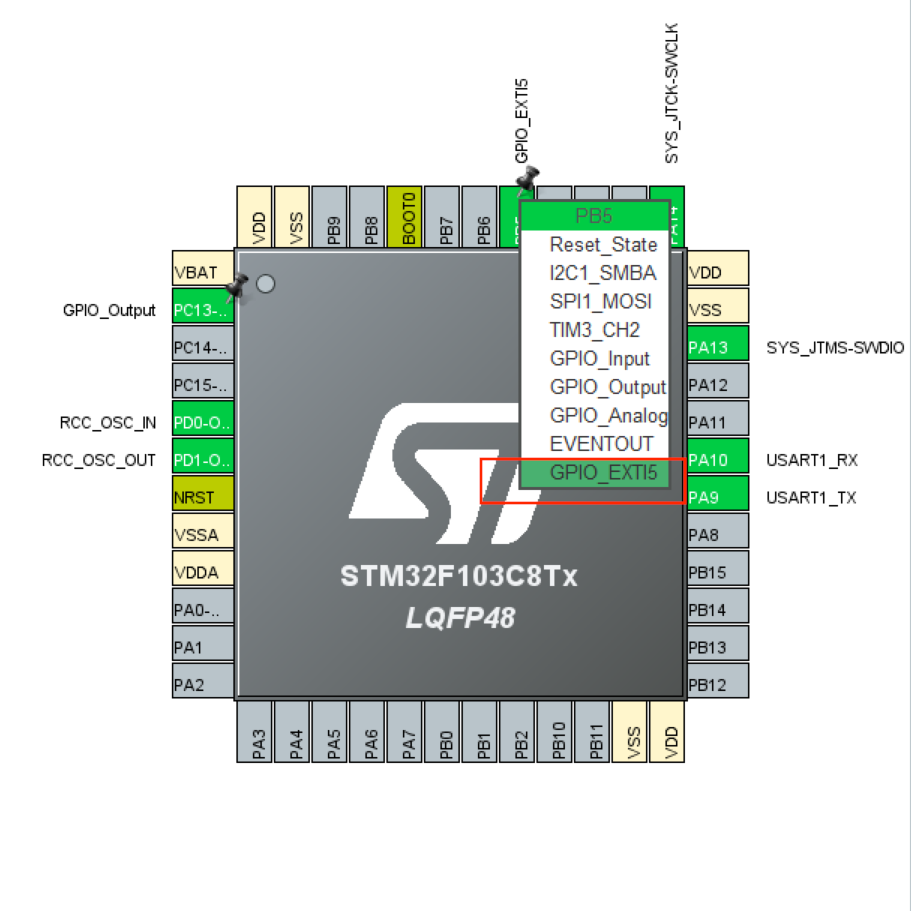 GPIO_EXTI5
SYS_JTCK-SWCLK
VDD
VSS
PB9
PB8
BOOT0
PB7
PB6
PA14
PB5
Reset_State
I2C1_SMBA
SPI1_MOSI
TIM3_CH2
GPIO_Input
GPIO_Output
GPIO_Analog
EVENTOUT
GPIO_EXTI5
VBAT
GPIO_Output
PC13-..
PC14-..
PC15-..
RCC_OSC_IN
PD0-O..
RCC_OSC_OUT
PD1-O..
NRST
VSSA
VDDA
PA0-..
PA1
PA2
VDD
VSS
PA13
SYS_JTMS-SWDIO
PA12
PA11
PA10
USART1_RX
PA9
USART1_TX
PA8
PB15
PB14
PB13
PB12
STM32F103C8Tx
LQFP48
PA3
PA4
PA5
PA6
PA7
PB0
PB1
PB2
PB10
PB11
VSS
VDD